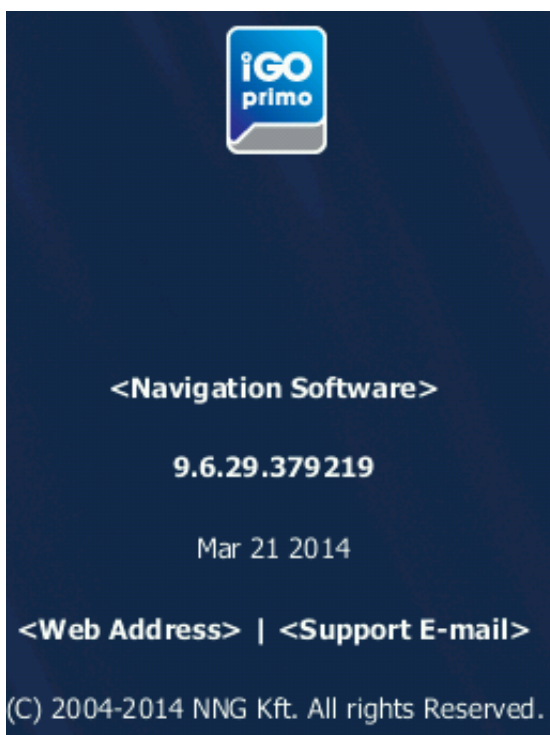 iGO
primo
<Navigation Software>
9.6.29.379219
Mar 21 2014
<Web Address> | <Support E-mail>
(C) 2004-2014 NNG Kft. All rights Reserved.